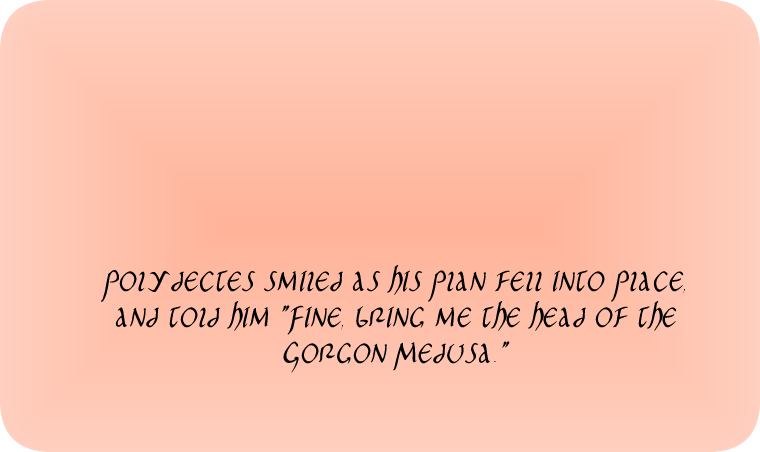 Polydectes smiled as his plan fell into place,
and told him "Fine, bring me the head of the
Gorgon Medusa."